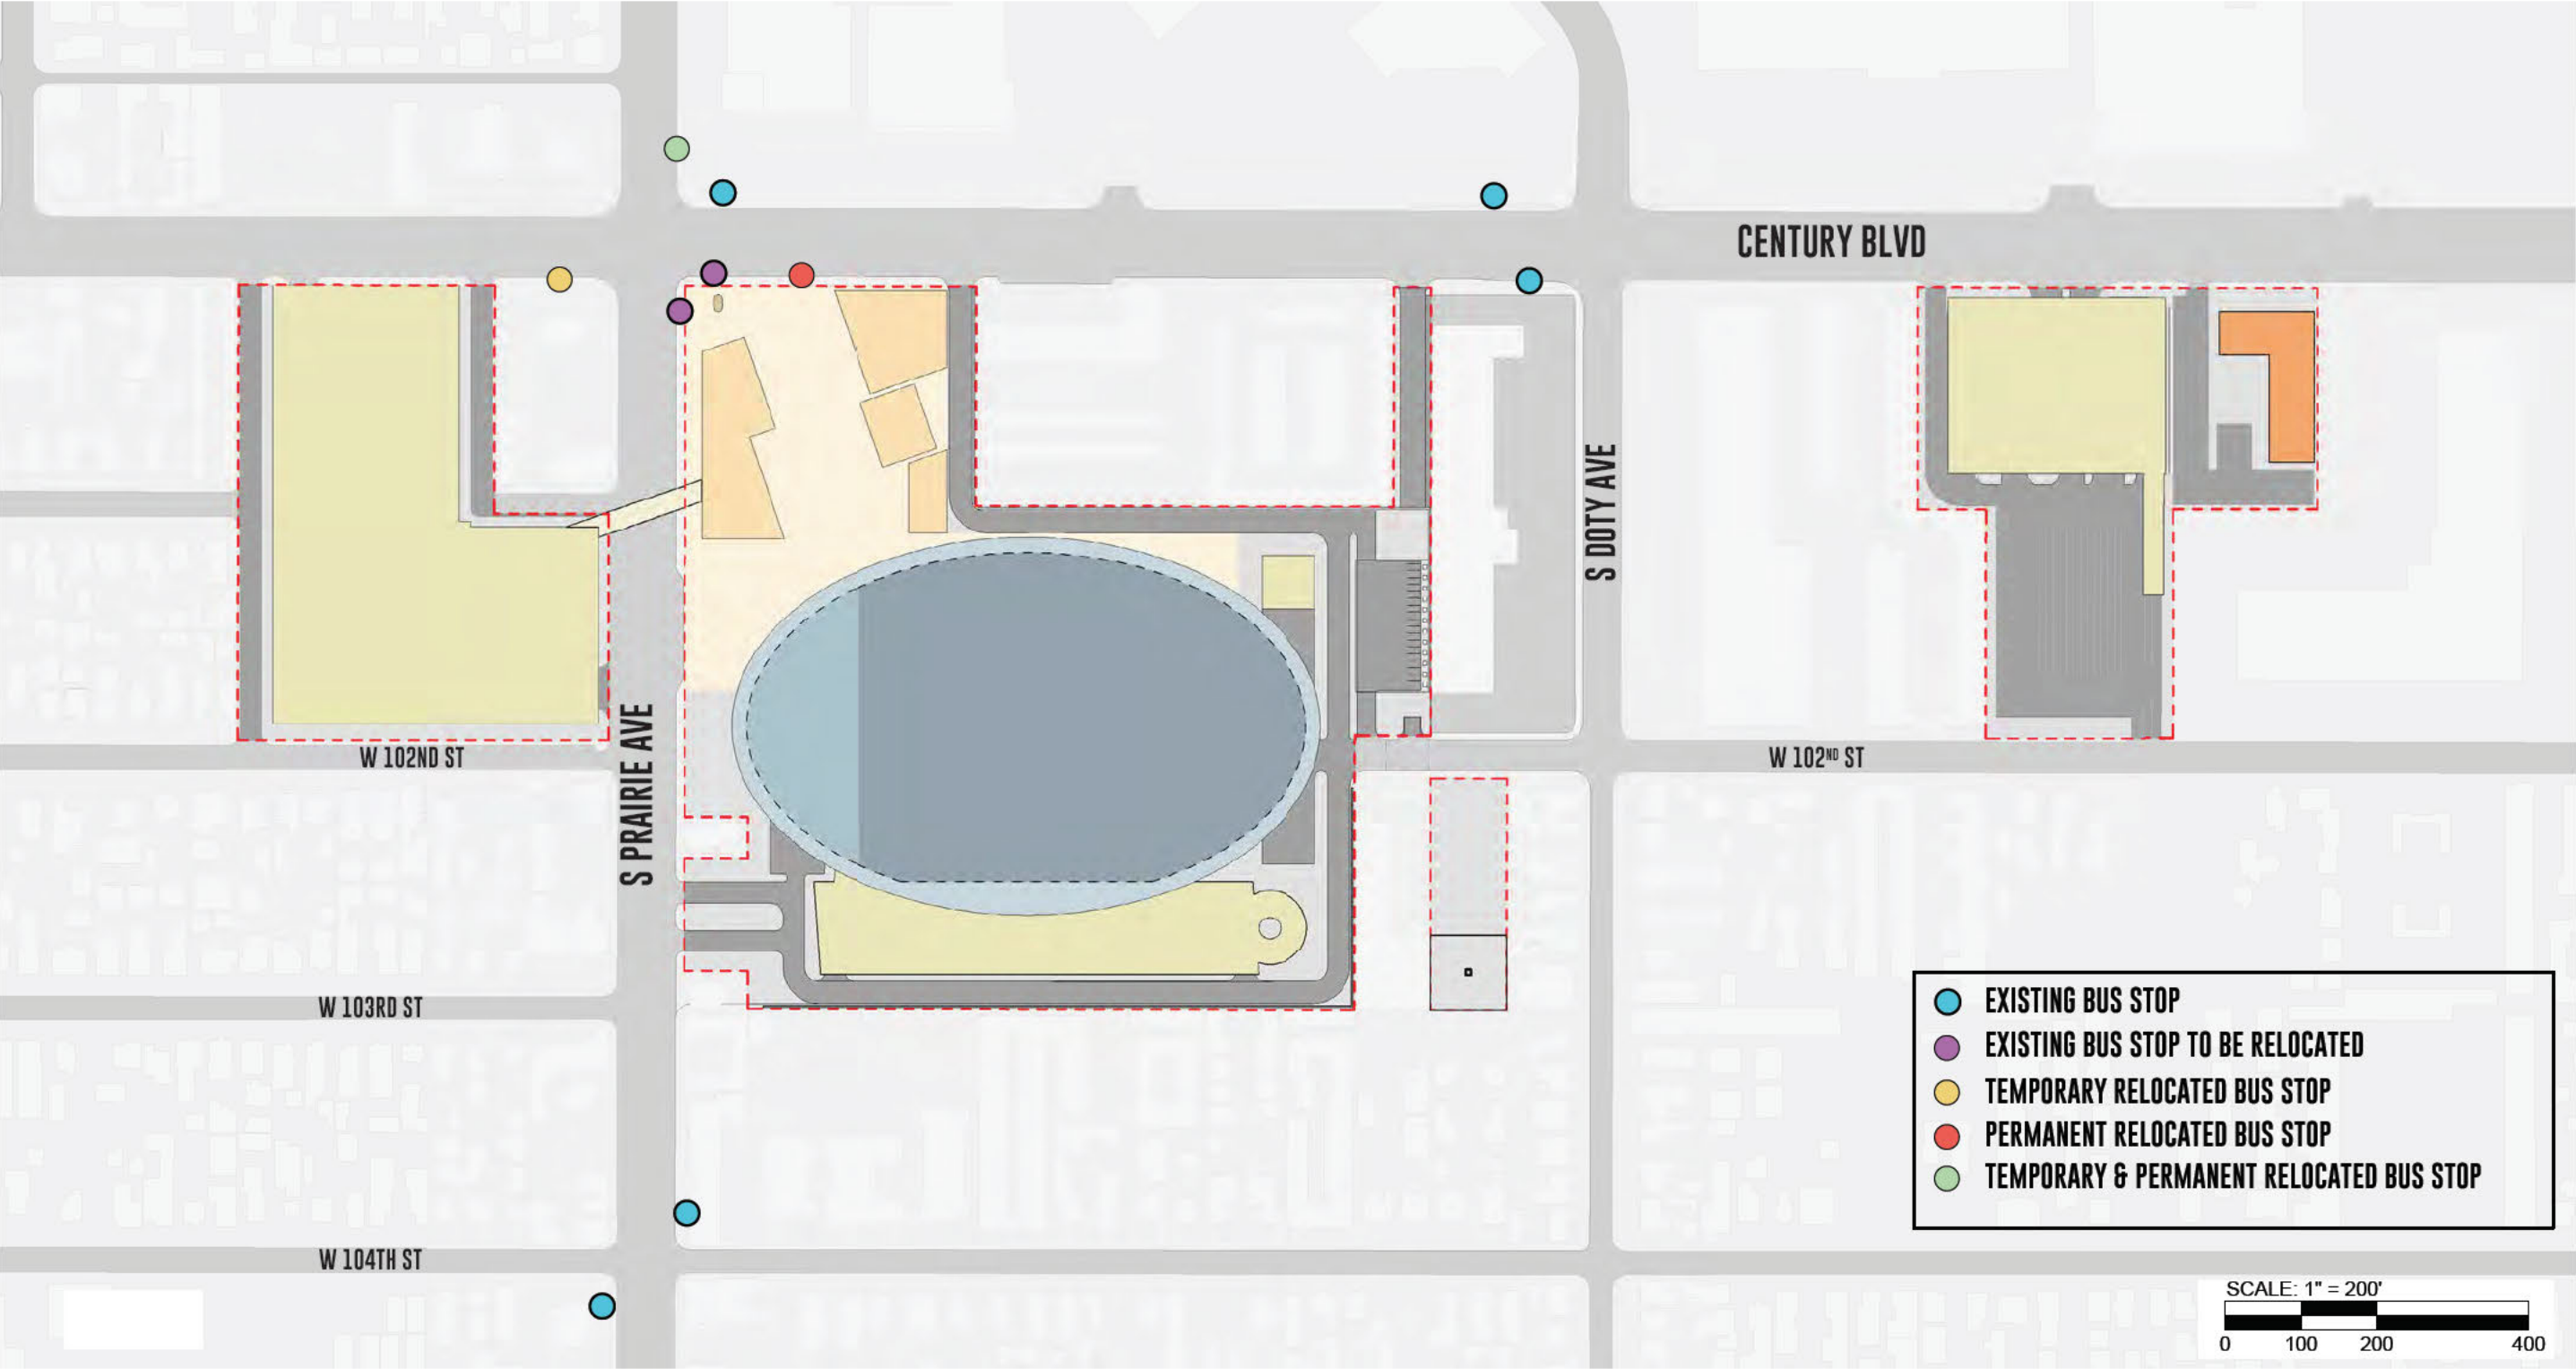 CENTURY BLVD
S DOTY AVE
S PRAIRIE AVE
W 102ND ST
W 102ND ST
W 103RD ST
W 104TH ST
EXISTING BUS STOP
EXISTING BUS STOP TO BE RELOCATED
TEMPORARY RELOCATED BUS STOP
PERMANENT RELOCATED BUS STOP
TEMPORARY & PERMANENT RELOCATED BUS STOP
SCALE: 1" = 200'
0 100 200 400